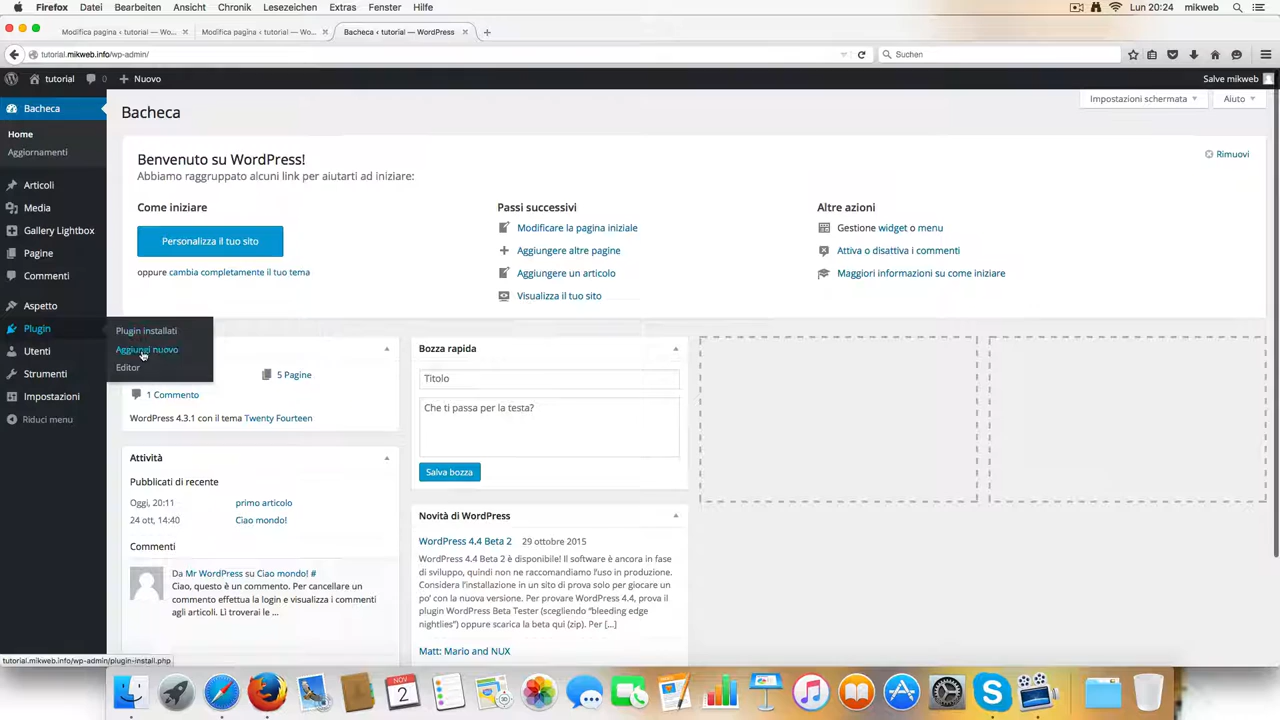 Firefox Datei Bearbeiten Ansicht Chronik Lesezeichen Extras Fenster Hilfe Lun 20:24 mikweb
Modifica pagina ‹ tutorial — Wo... × Modifica pagina ‹ tutorial — Wo... × Bacheca ‹ tutorial — WordPress × +
tutorial.mikweb.info/wp-admin/ Suchen
tutorial 0 + Nuovo Salve mikweb
Bacheca
Home
Aggiornamenti
Articoli
Media
Gallery Lightbox
Pagine
Commenti
Aspetto
Plugin
Utenti
Strumenti
Impostazioni
Riduci menu
Plugin installati
Aggiungi nuovo
Editor
Impostazioni schermata Aiuto
Bacheca
Benvenuto su WordPress!
Rimuovi
Abbiamo raggruppato alcuni link per aiutarti ad iniziare:
Come iniziare
Personalizza il tuo sito
oppure cambia completamente il tuo tema
Passi successivi
Modificare la pagina iniziale
Aggiungere altre pagine
Aggiungere un articolo
Visualizza il tuo sito
Altre azioni
Gestione widget o menu
Attiva o disattiva i commenti
Maggiori informazioni su come iniziare
5 Pagine
1 Commento
WordPress 4.3.1 con il tema Twenty Fourteen
Attività
Pubblicati di recente
Oggi, 20:11 primo articolo
24 ott, 14:40 Ciao mondo!
Commenti
Da Mr WordPress su Ciao mondo! #
Ciao, questo è un commento. Per cancellare
un commento effettua la login e visualizza i commenti
agli articoli. Lì troverai le ...
Bozza rapida
Titolo
Che ti passa per la testa?
Salva bozza
Novità di WordPress
WordPress 4.4 Beta 2 29 ottobre 2015
WordPress 4.4 Beta 2 è disponibile! Il software è ancora in fase
di sviluppo, quindi non ne raccomandiamo l'uso in produzione.
Considera l'installazione in un sito di prova solo per giocare un
po' con la nuova versione. Per provare WordPress 4.4, prova il
plugin WordPress Beta Tester (scegliendo "bleeding edge
nightlies") oppure scarica la beta qui (zip). Per [...]
Matt: Mario and NUX
tutorial.mikweb.info/wp-admin/plugin-install.php
NOV
2